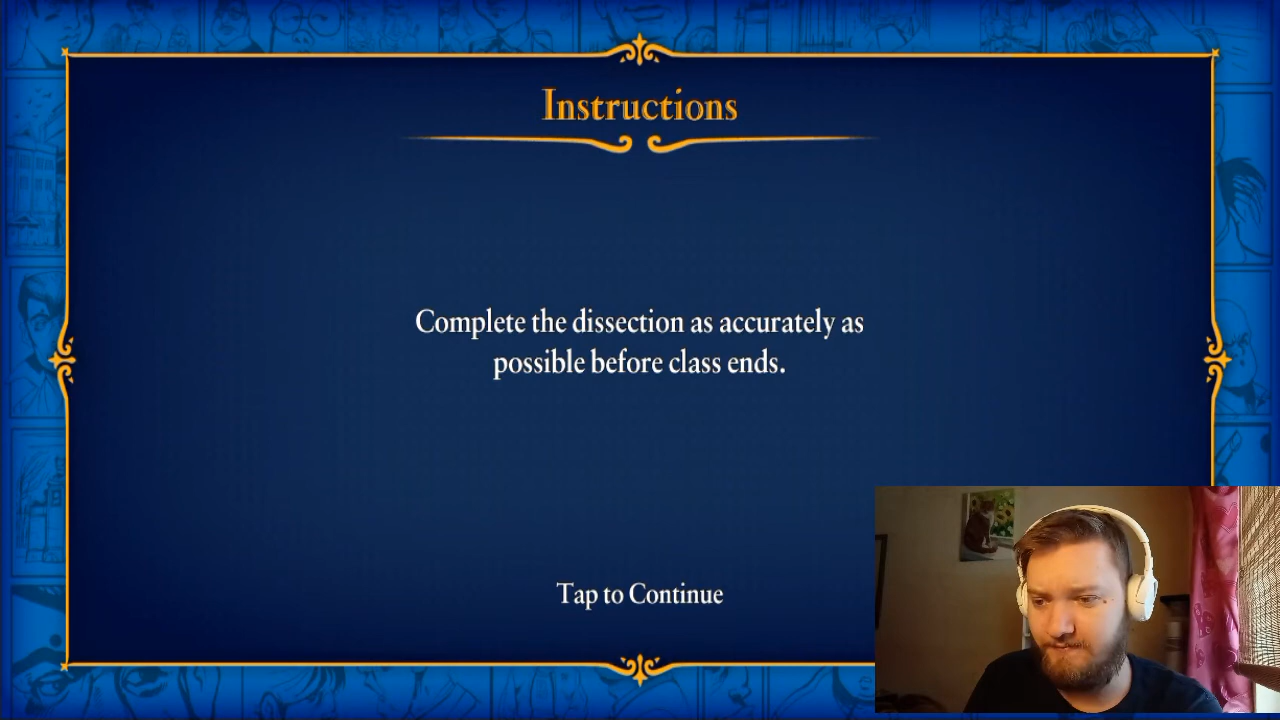 Instructions
Complete the dissection as accurately as
possible before class ends.
Tap to Continue